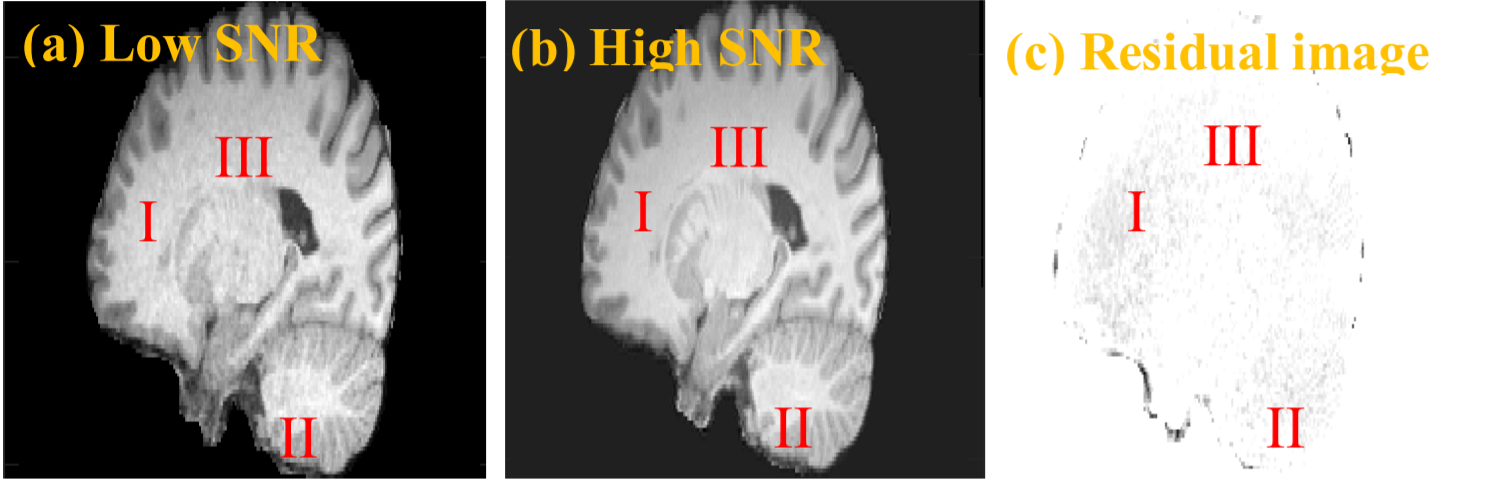 (a) Low SNR
(b) High SNR
(c) Residual image
III
III
III
I
I
I
II
II
II